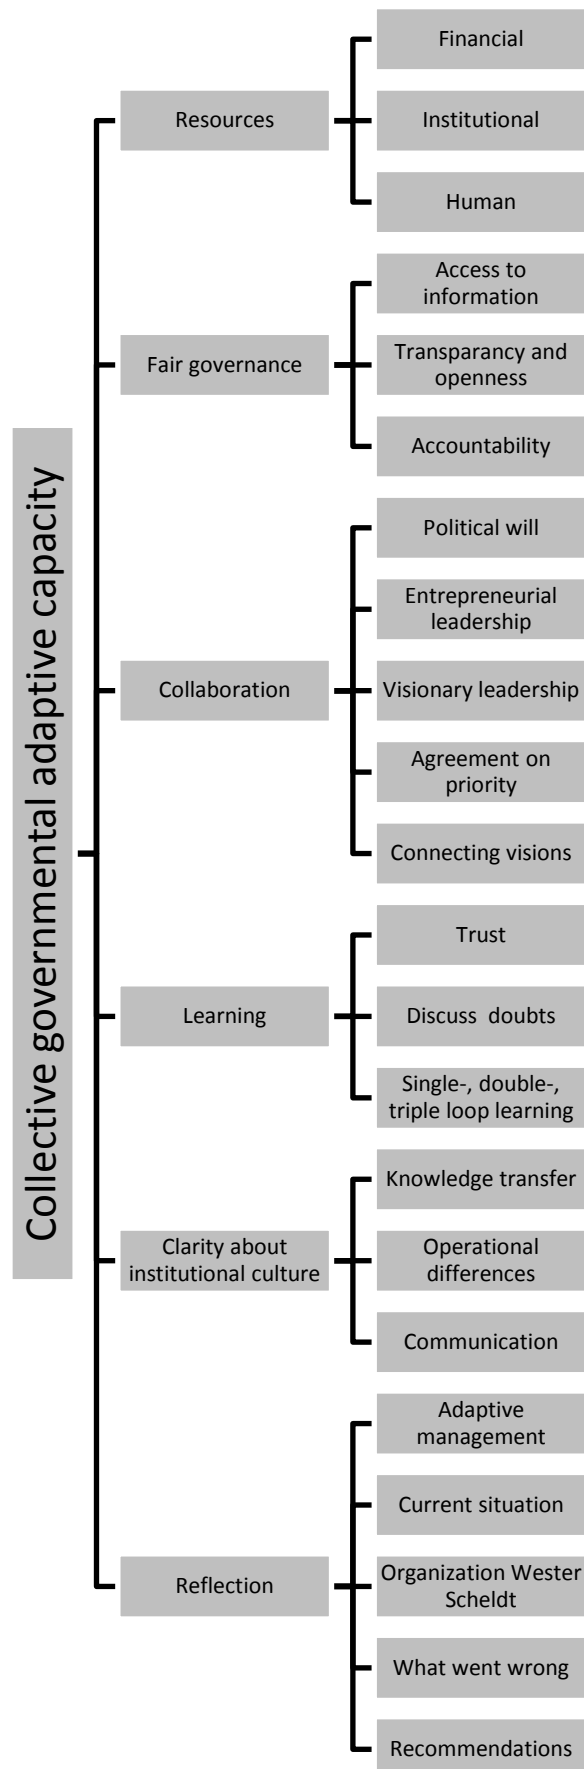 Collective governmental adaptive capacity
Resources
Financial
Institutional
Human
Fair governance
Access to
information
Transparancy and
openness
Accountability
Collaboration
Political will
Entrepreneurial
leadership
Visionary leadership
Agreement on
priority
Connecting visions
Learning
Trust
Discuss doubts
Single-, double-,
triple loop learning
Clarity about
institutional culture
Knowledge transfer
Operational
differences
Communication
Reflection
Adaptive
management
Current situation
Organization Wester
Scheldt
What went wrong
Recommendations